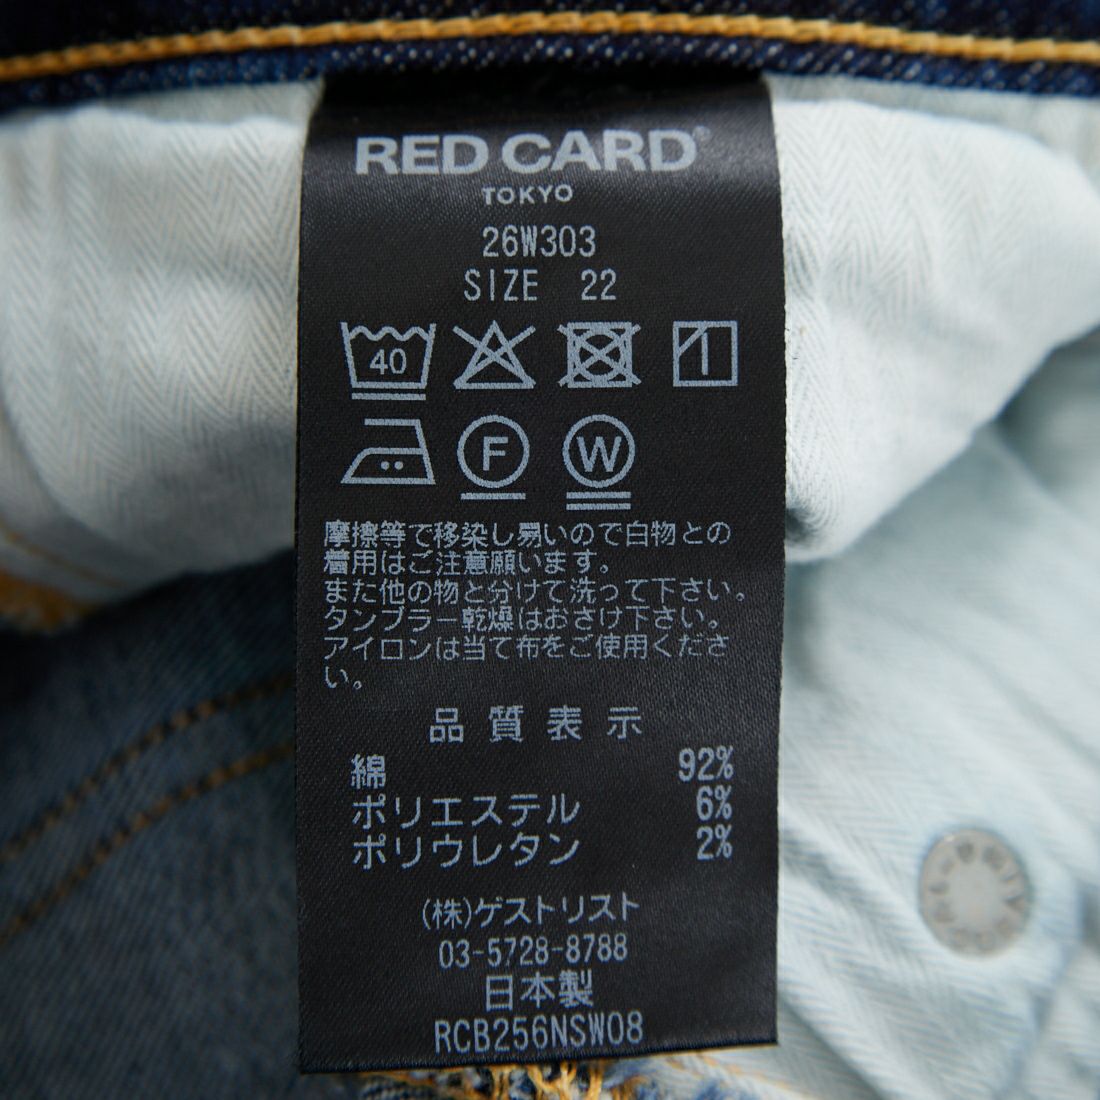 RED CARD®
TOKYO
26W303
SIZE 22
40
F W
摩擦等で移染し易いので白物との
着用はご注意願います。
また他の物と分けて洗って下さい。
タンブラー乾燥はおさけ下さい。
アイロンは当て布をご使用くださ
い。
品質表示
綿 92%
ポリエステル 6%
ポリウレタン 2%
(株)ゲストリスト
03-5728-8788
日本製
RCB256NSW08